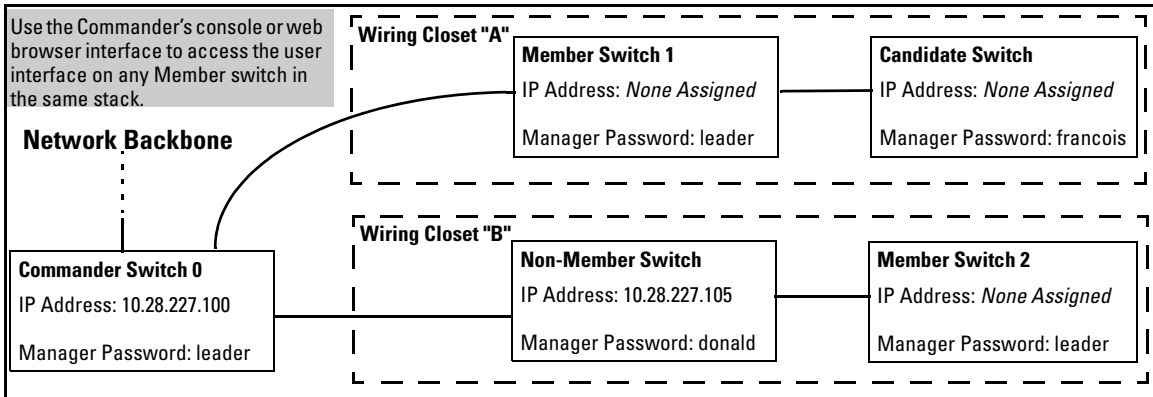 Use the Commander's console or web
browser interface to access the user
interface on any Member switch in
the same stack.
Network Backbone
Wiring Closet "A"
Member Switch 1
IP Address: None Assigned
Manager Password: leader
Candidate Switch
IP Address: None Assigned
Manager Password: francois
Commander Switch 0
IP Address: 10.28.227.100
Manager Password: leader
Wiring Closet "B"
Non-Member Switch
IP Address: 10.28.227.105
Manager Password: donald
Member Switch 2
IP Address: None Assigned
Manager Password: leader